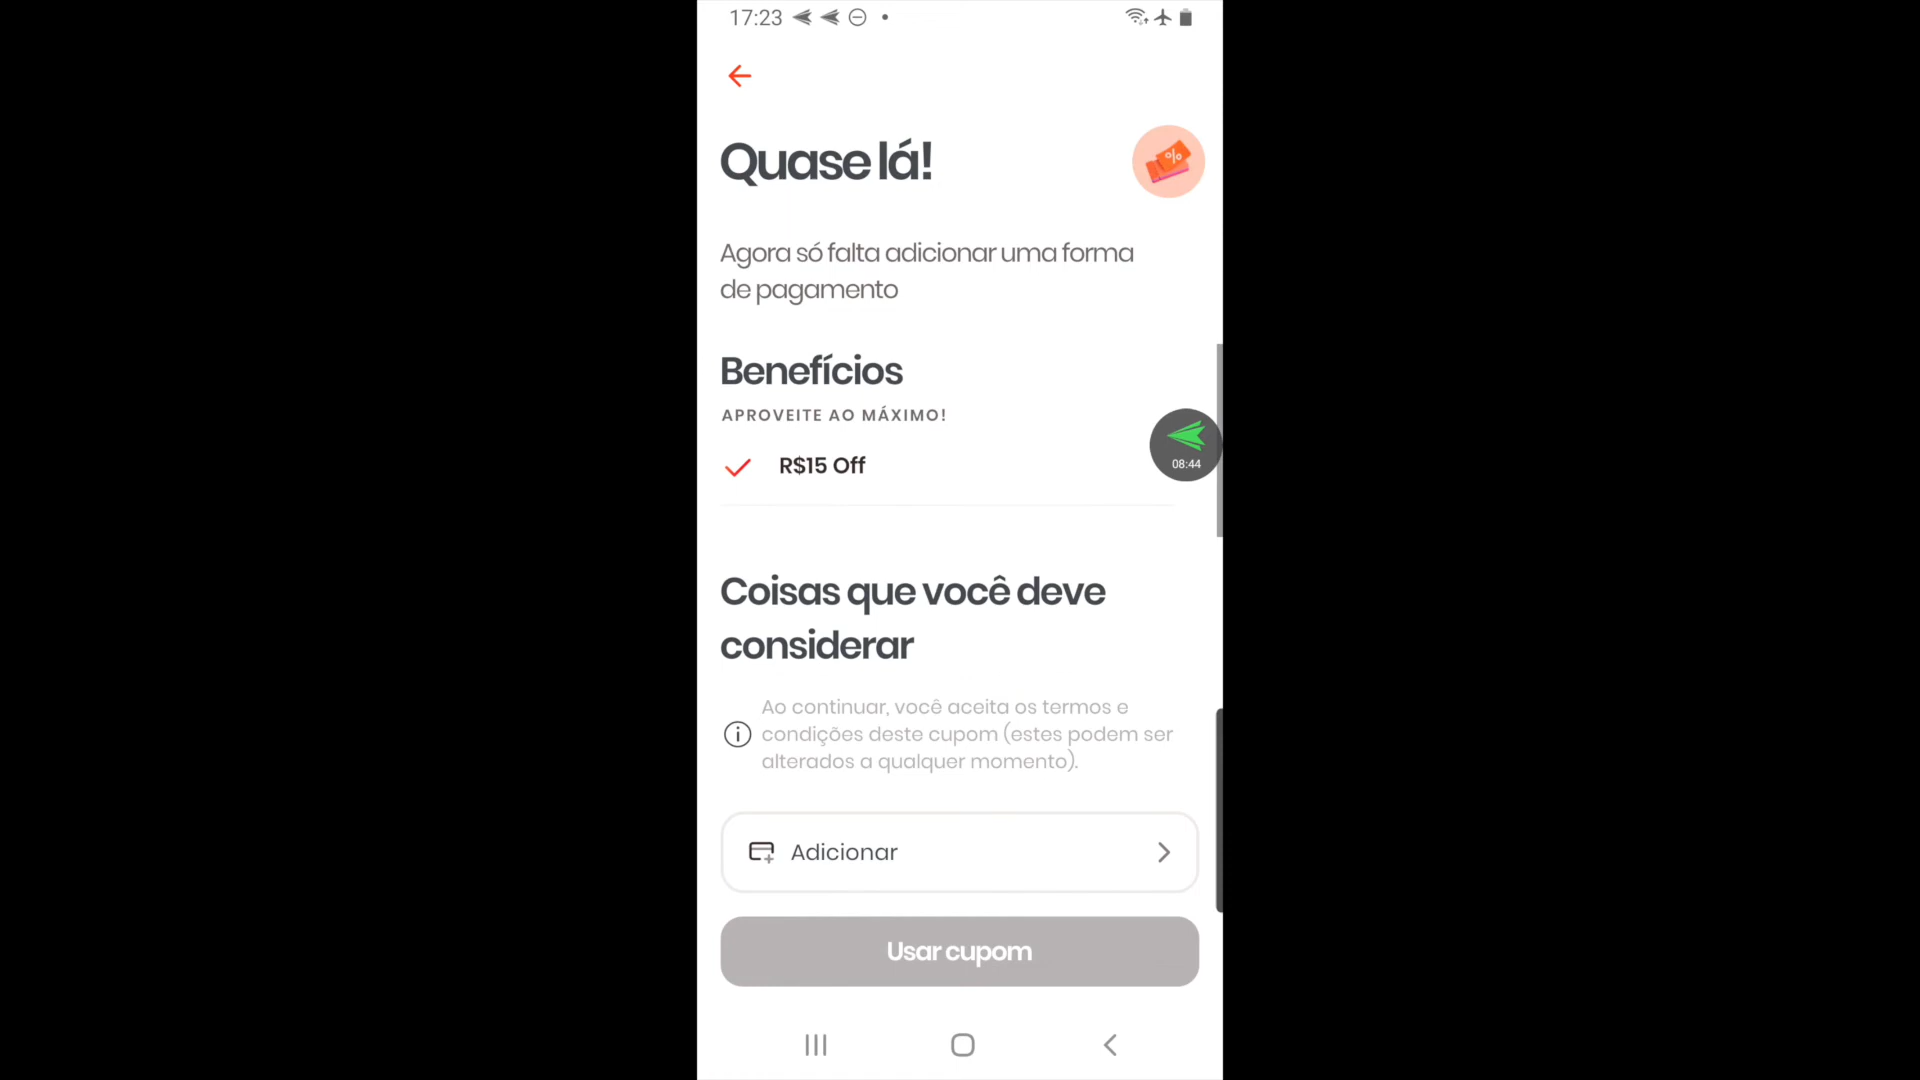 17:23
Quase lá!
%
Agora só falta adicionar uma forma
de pagamento
Benefícios
APROVEITE AO MÁXIMO!
R$15 Off
08:44
Coisas que você deve
considerar
Ao continuar, você aceita os termos e
condições deste cupom (estes podem ser
alterados a qualquer momento).
Adicionar
Usar cupom